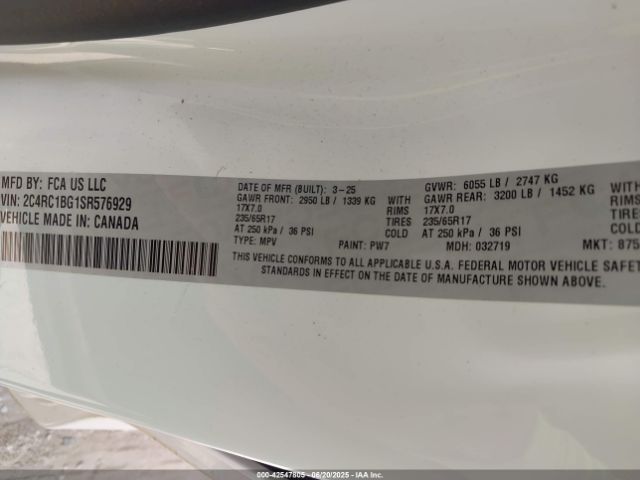 MFD BY: FCA US LLC
VIN: 2C4RC1BG1SR576929
VEHICLE MADE IN: CANADA
DATE OF MFR (BUILT): 3-25
GAWR FRONT: 2950 LB / 1339 KG WITH
17X7.0 RIMS
235/65R17 TIRES
AT 250 kPa / 36 PSI COLD
TYPE: MPV PAINT: PW7
GVWR: 6055 LB / 2747 KG
GAWR REAR: 3200 LB / 1452 KG WITH
17X7.0 RIMS
235/65R17 TIRES
AT 250 kPa / 36 PSI COLD
MDH: 032719 MKT: 875
THIS VEHICLE CONFORMS TO ALL APPLICABLE U.S.A. FEDERAL MOTOR VEHICLE SAFET
STANDARDS IN EFFECT ON THE DATE OF MANUFACTURE SHOWN ABOVE.
000-42547805 - 06/20/2025 - IAA INC. COPYRIGHT